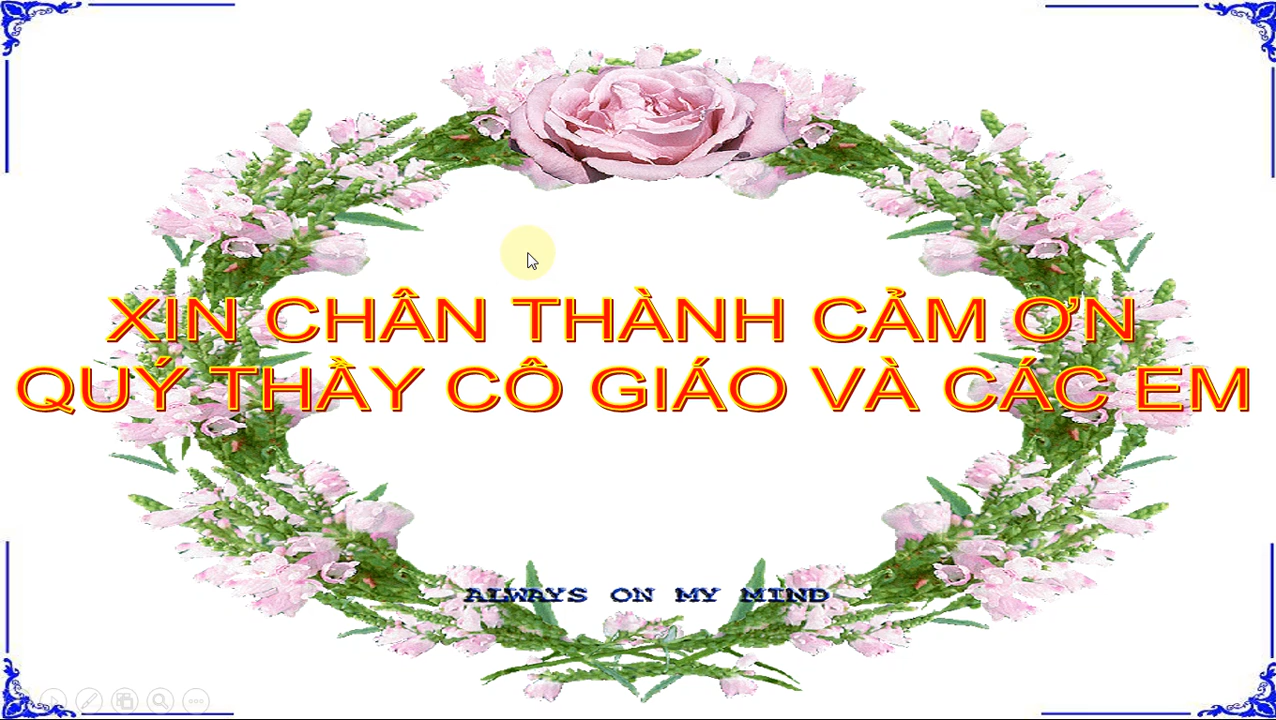 XIN CHÂN THÀNH CẢM ƠN
QUÝ THẦY CÔ GIÁO VÀ CÁC EM
ALWAYS ON MY MIND